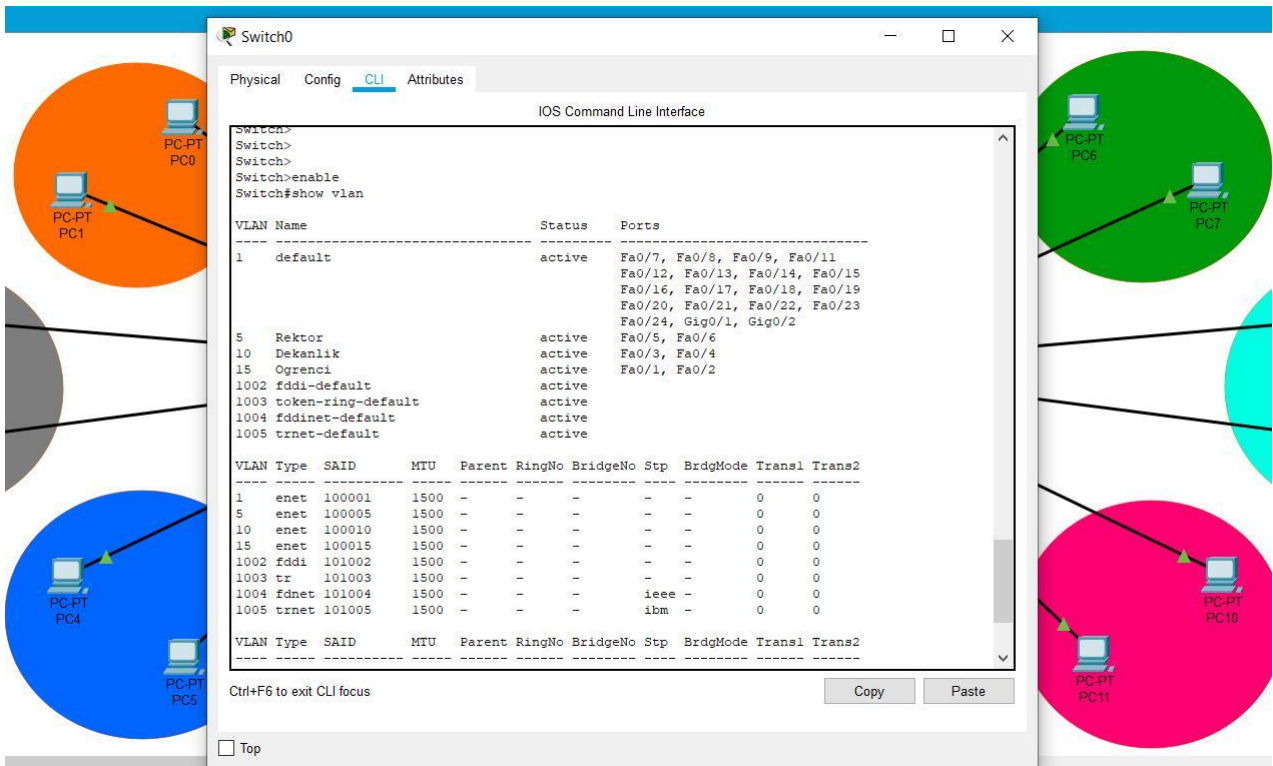 Switch0
Physical Config CLI Attributes
IOS Command Line Interface
Switch>
Switch>
Switch>
Switch>enable
Switch#show vlan
VLAN Name Status Ports
---- -------------------------------- --------- -------------------------------
1 default active Fa0/7, Fa0/8, Fa0/9, Fa0/11
Fa0/12, Fa0/13, Fa0/14, Fa0/15
Fa0/16, Fa0/17, Fa0/18, Fa0/19
Fa0/20, Fa0/21, Fa0/22, Fa0/23
Fa0/24, Gig0/1, Gig0/2
5 Rektor active Fa0/5, Fa0/6
10 Dekanlik active Fa0/3, Fa0/4
15 Ogrenci active Fa0/1, Fa0/2
1002 fddi-default active
1003 token-ring-default active
1004 fddinet-default active
1005 trnet-default active
VLAN Type SAID MTU Parent RingNo BridgeNo Stp BrdgMode Trans1 Trans2
---- ----- ---------- ----- ------ ------ -------- ---- -------- ------ ------
1 enet 100001 1500 - - - - - 0 0
5 enet 100005 1500 - - - - - 0 0
10 enet 100010 1500 - - - - - 0 0
15 enet 100015 1500 - - - - - 0 0
1002 fddi 101002 1500 - - - - - 0 0
1003 tr 101003 1500 - - - - - 0 0
1004 fdnet 101004 1500 - - - ieee - 0 0
1005 trnet 101005 1500 - - - ibm - 0 0
VLAN Type SAID MTU Parent RingNo BridgeNo Stp BrdgMode Trans1 Trans2
---- ----- ---------- ----- ------ ------ -------- ---- -------- ------ ------
Ctrl+F6 to exit CLI focus
Copy Paste
Top
PC-PT
PC0
PC-PT
PC1
PC-PT
PC4
PC-PT
PC5
PC-PT
PC6
PC-PT
PC7
PC-PT
PC10
PC-PT
PC11